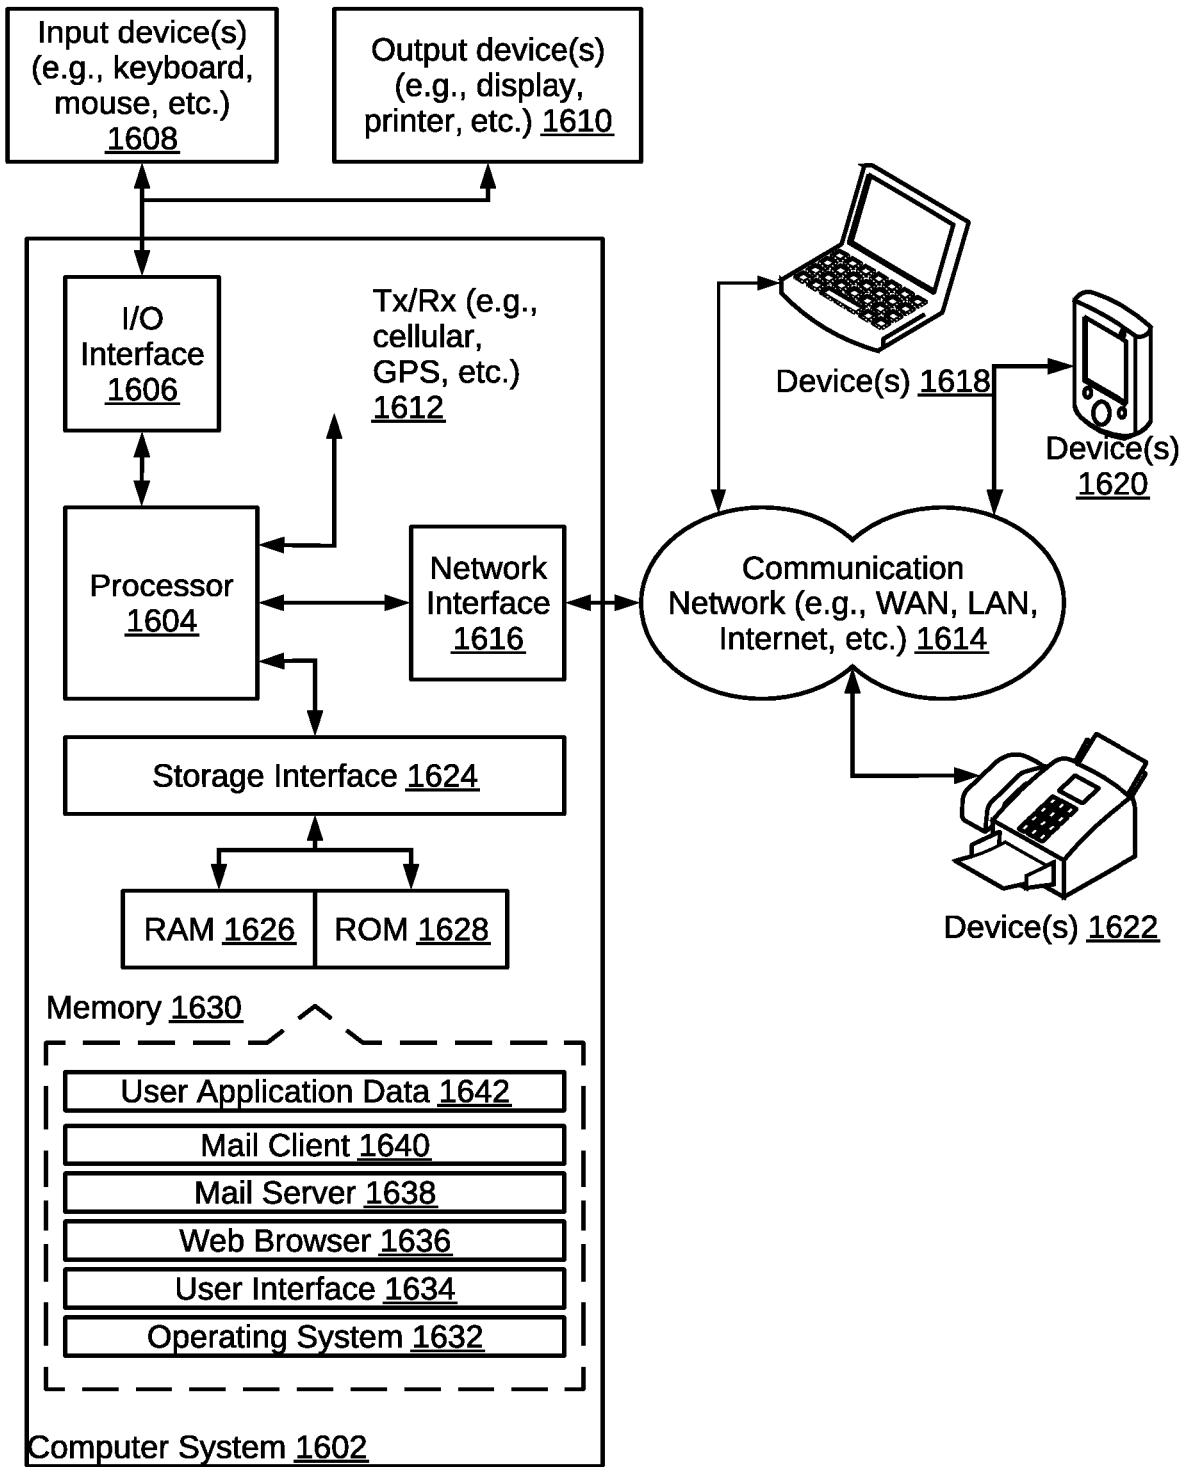 Input device(s)
(e.g., keyboard,
mouse, etc.)
1608
Output device(s)
(e.g., display,
printer, etc.) 1610
I/O
Interface
1606
Tx/Rx (e.g.,
cellular,
GPS, etc.)
1612
Device(s) 1618
Device(s)
1620
Processor
1604
Network
Interface
1616
Communication
Network (e.g., WAN, LAN,
Internet, etc.) 1614
Storage Interface 1624
RAM 1626
ROM 1628
Device(s) 1622
Memory 1630
User Application Data 1642
Mail Client 1640
Mail Server 1638
Web Browser 1636
User Interface 1634
Operating System 1632
Computer System 1602